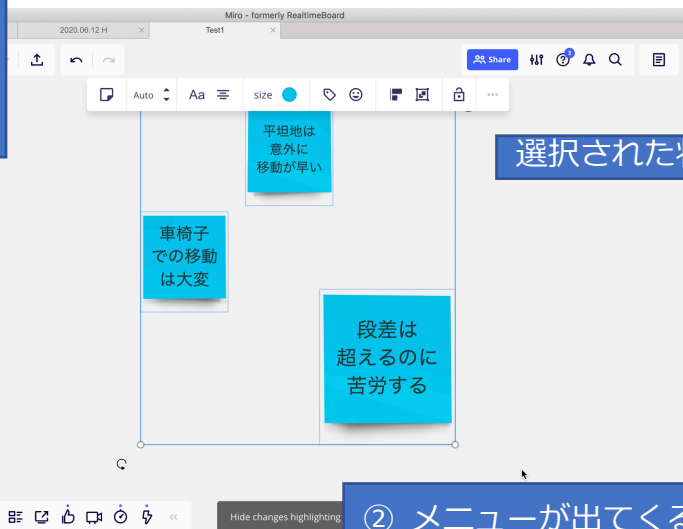 Miro - formerly RealtimeBoard
2020.06.12 H
Test1
Share
3
Auto
Aa
size
選択された
平坦地は
意外に
移動が早い
車椅子
での移動
は大変
段差は
超えるのに
苦労する
Hide changes highlighting
② メニューが出てくる